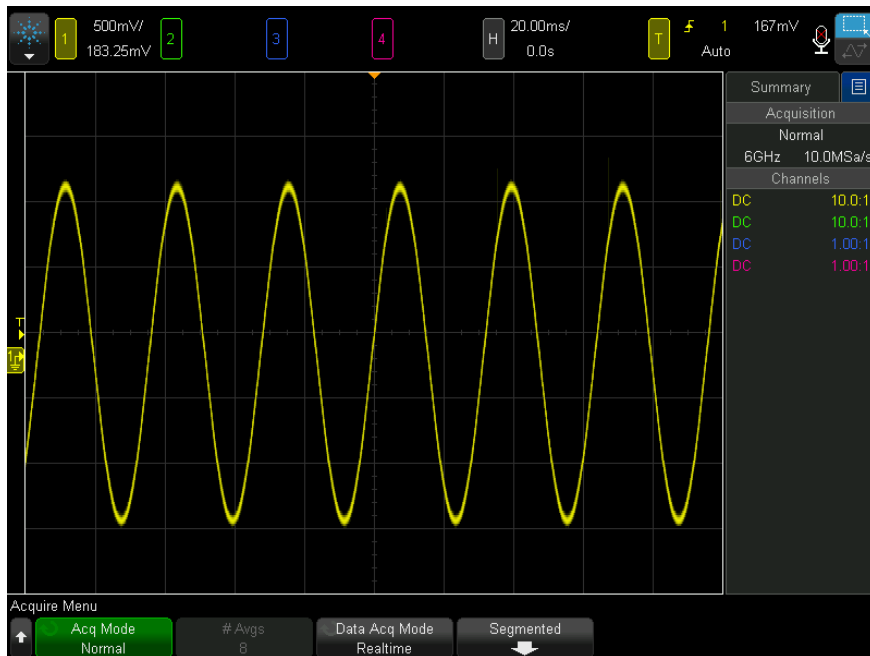 1 500mV/ 2 3 4 H 20.00ms/ T 1 167mV
183.25mV 0.0s Auto
Summary
Acquisition
Normal
6GHz 10.0MSa/s
Channels
DC 10.0:1
DC 10.0:1
DC 1.00:1
DC 1.00:1
T
1
Acquire Menu
Acq Mode # Avgs Data Acq Mode Segmented
Normal 8 Realtime